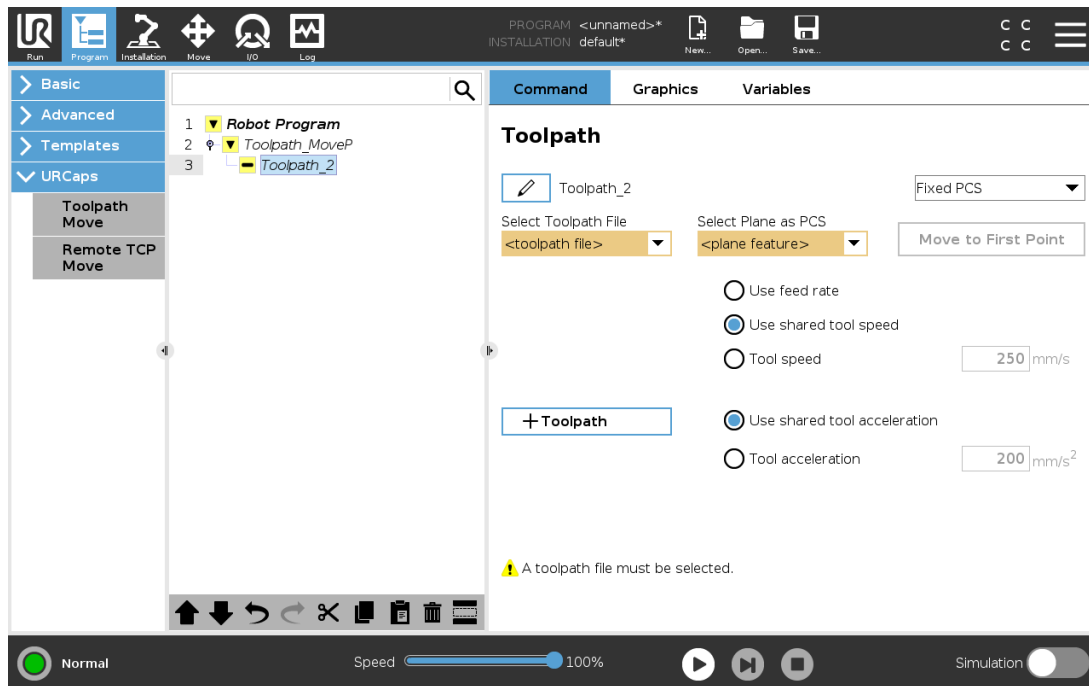 PROGRAM <unnamed>*
INSTALLATION default*
UR
Run
Program
Installation
Move
I/O
Log
New...
Open...
Save...
C C
C C
Basic
Advanced
Templates
URCaps
Toolpath
Move
Remote TCP
Move
1 Robot Program
2 Toolpath_MoveP
3 Toolpath_2
Command Graphics Variables
Toolpath
Toolpath_2
Fixed PCS
Select Toolpath File
<toolpath file>
Select Plane as PCS
<plane feature>
Move to First Point
Use feed rate
Use shared tool speed
Tool speed 250 mm/s
+Toolpath
Use shared tool acceleration
Tool acceleration 200 mm/s²
A toolpath file must be selected.
Normal
Speed 100%
Simulation